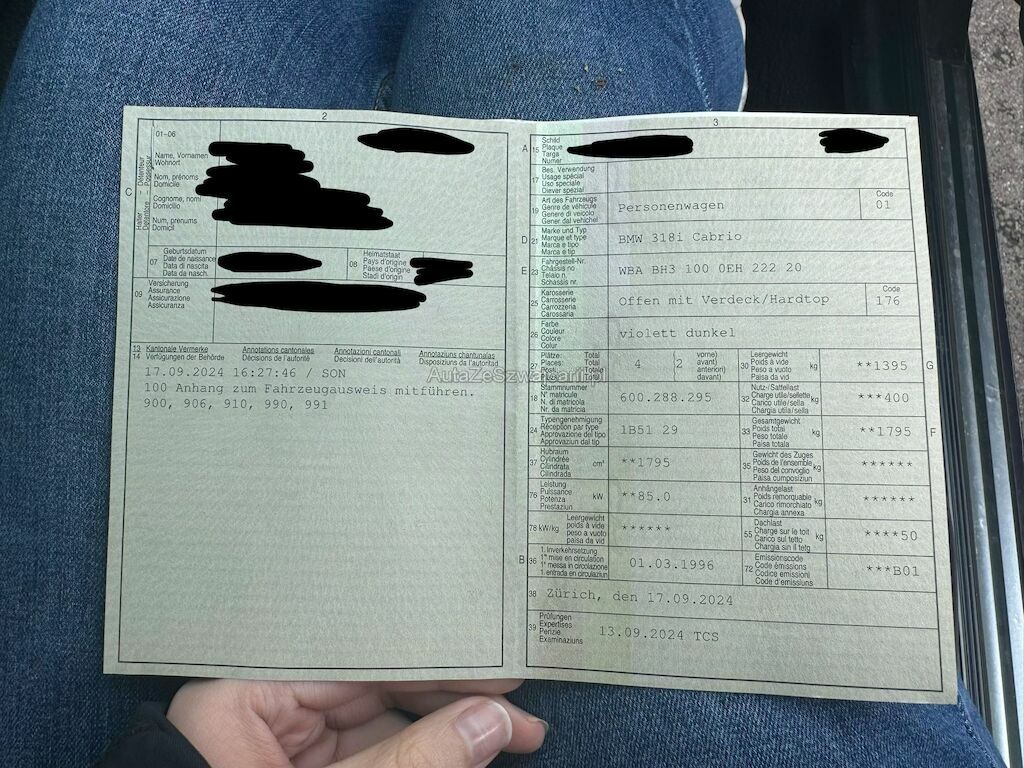 2
01-06
C
Halter Détenteur
Detentore Possessur
Name, Vornamen
Wohnort
Nom, prénoms
Domicile
Cognome, nomi
Domicilio
Num, prenums
Domicil
07
Geburtsdatum
Date de naissance
Data di nascita
Data da nasch.
08
Heimatstaat
Pays d'origine
Paese d'origine
Stadi d'origin
09
Versicherung
Assurance
Assicurazione
Assicuranza
13 Kantonale Vermerke Annotations cantonales Annotazioni cantonali Annotaziuns chantunalas
14 Verfügungen der Behörde Décisions de l'autorité Decisioni dell'autorità Disposiziuns da l'autoritad
17.09.2024 16:27:46 / SON
100 Anhang zum Fahrzeugausweis mitführen.
900, 906, 910, 990, 991
3
A 15
Schild
Plaque
Targa
Numer
17
Bes. Verwendung
Usage spécial
Uso speciale
Diever spezial
19
Art des Fahrzeugs
Genre de véhicule
Genere di veicolo
Gener dal vehichel
Personenwagen
Code
01
D 21
Marke und Typ
Marque et type
Marca e tipo
Marca e tip
BMW 318i Cabrio
E 23
Fahrgestell-Nr.
Châssis no
Telaio n.
Schassis nr.
WBA BH3 100 0EH 222 20
25
Karosserie
Carrosserie
Carrozzeria
Carossaria
Offen mit Verdeck/Hardtop
Code
176
26
Farbe
Couleur
Colore
Colur
violett dunkel
27
Plätze: Total
Places: Total
Posti: Totale
Total
4 (2
vorne)
avant)
anteriori)
davant)
30
Leergewicht
Poids à vide
Peso a vuoto
Paisa da vid
kg
**1395
G
AutaZeSzwajcarii.pl
18
Stammnummer
N° matricule
N. di matricola
Nr. da matricla
600.288.295
32
Nutz-/Sattellast
Charge utile/sellette
Carico utile/sella
Chargia utila/sella
kg
***400
24
Typengenehmigung
Réception par type
Approvazione del tipo
Approvaziun dal tip
1B51 29
33
Gesamtgewicht
Poids total
Peso totale
Paisa totala
kg
**1795
F
37
Hubraum
Cylindrée
Cilindrata
Cilindrada
cm³
**1795
35
Gewicht des Zuges
Poids de l'ensemble
Peso del convoglio
Paisa cumposiziun
kg
******
76
Leistung
Puissance
Potenza
Prestaziun
kW
**85.0
31
Anhängelast
Poids remorquable
Carico rimorchiato
Chargia annexa
kg
******
78 kW/kg
Leergewicht
poids à vide
peso a vuoto
paisa da vid
******
55
Dachlast
Charge sur le toit
Carico sul tetto
Chargia sin il tetg
kg
****50
B 36
1. Inverkehrsetzung
1re mise en circulation
1a messa in circolazione
1. entrada en circulaziun
01.03.1996
72
Emissionscode
Code émissions
Codice emissioni
Code d'emissiuns
***B01
38 Zürich, den 17.09.2024
39
Prüfungen
Expertises
Perizie
Examinaziuns
13.09.2024 TCS